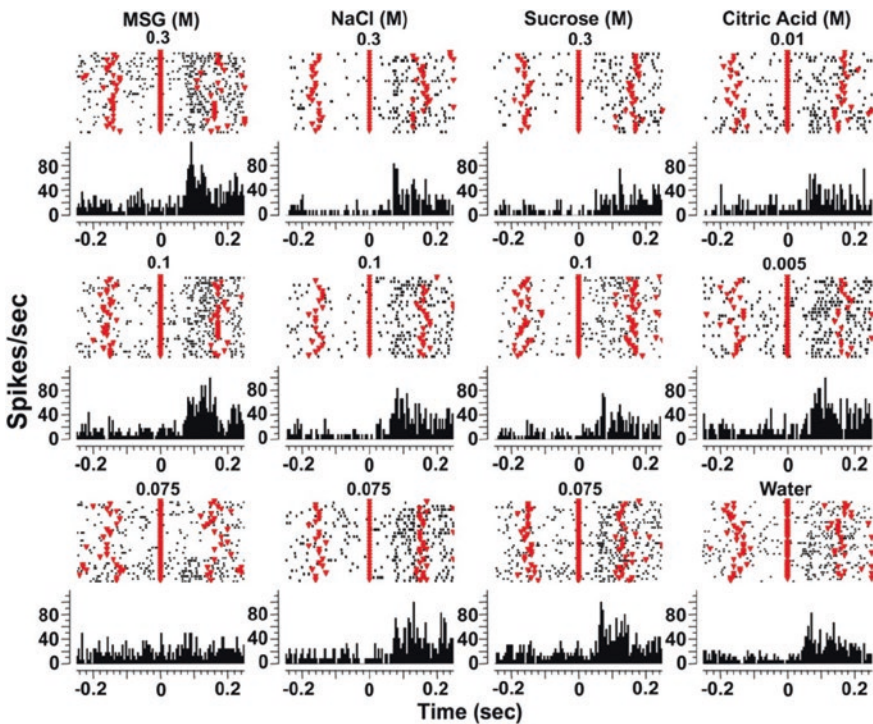 MSG (M) NaCl (M) Sucrose (M) Citric Acid (M)
0.3 0.3 0.3 0.01
80 80 80 80
40 40 40 40
0 0 0 0
-0.2 0 0.2 -0.2 0 0.2 -0.2 0 0.2 -0.2 0 0.2
0.1 0.1 0.1 0.005
Spikes/sec
80 80 80 80
40 40 40 40
0 0 0 0
-0.2 0 0.2 -0.2 0 0.2 -0.2 0 0.2 -0.2 0 0.2
0.075 0.075 0.075 Water
80 80 80 80
40 40 40 40
0 0 0 0
-0.2 0 0.2 -0.2 0 0.2 -0.2 0 0.2 -0.2 0 0.2
Time (sec)